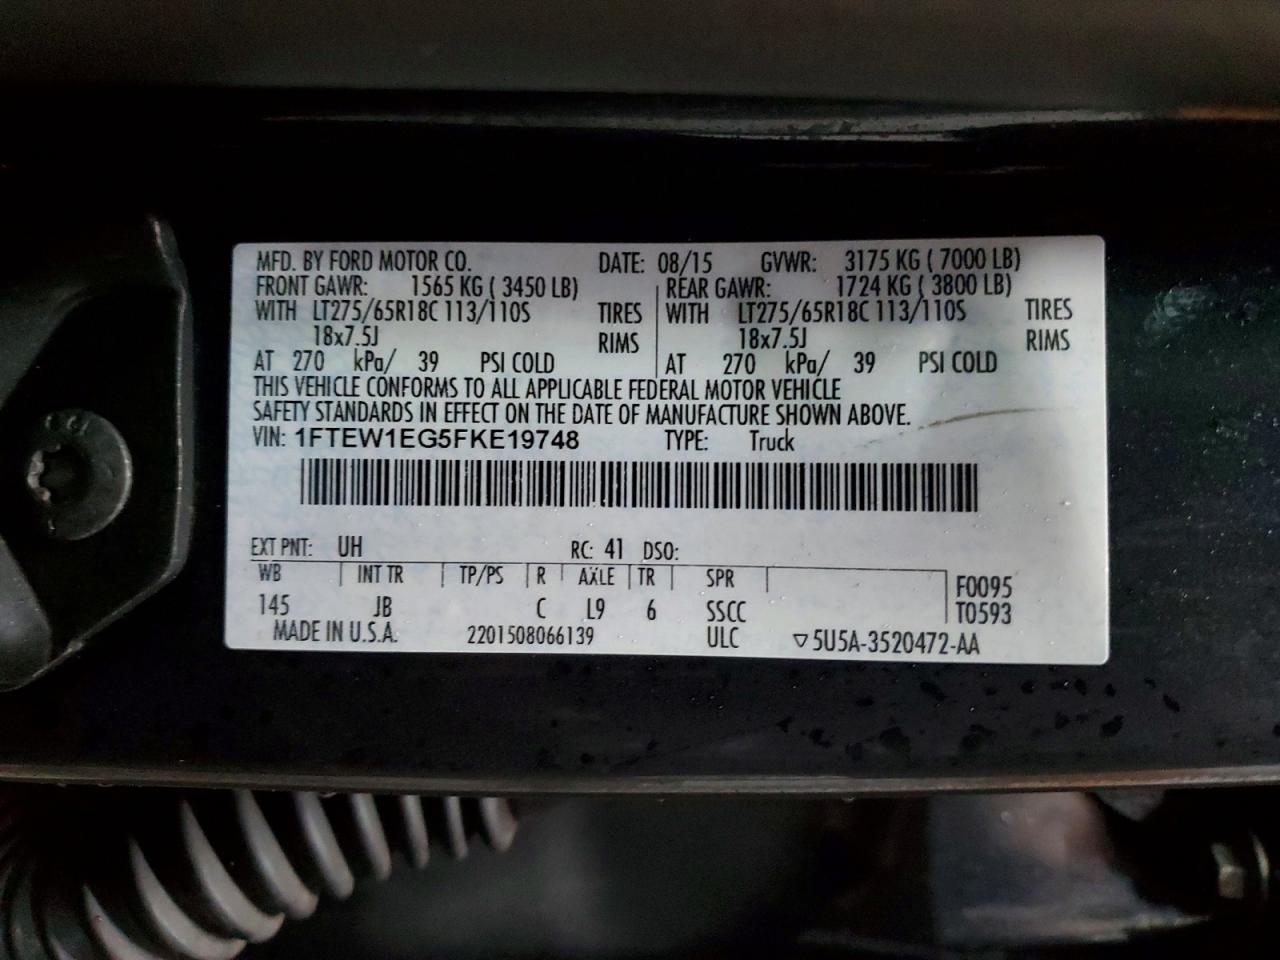 MFD. BY FORD MOTOR CO. DATE: 08/15 GVWR: 3175 KG ( 7000 LB)
FRONT GAWR: 1565 KG ( 3450 LB) REAR GAWR: 1724 KG ( 3800 LB)
WITH LT275/65R18C 113/110S TIRES WITH LT275/65R18C 113/110S TIRES
18x7.5J RIMS 18x7.5J RIMS
AT 270 kPa/ 39 PSI COLD AT 270 kPa/ 39 PSI COLD
THIS VEHICLE CONFORMS TO ALL APPLICABLE FEDERAL MOTOR VEHICLE
SAFETY STANDARDS IN EFFECT ON THE DATE OF MANUFACTURE SHOWN ABOVE.
VIN: 1FTEW1EG5FKE19748 TYPE: Truck
EXT PNT: UH RC: 41 DSO:
WB INT TR TP/PS R AXLE TR SPR F0095
145 JB C L9 6 SSCC T0593
MADE IN U.S.A. 2201508066139 ULC ▽5U5A-3520472-AA